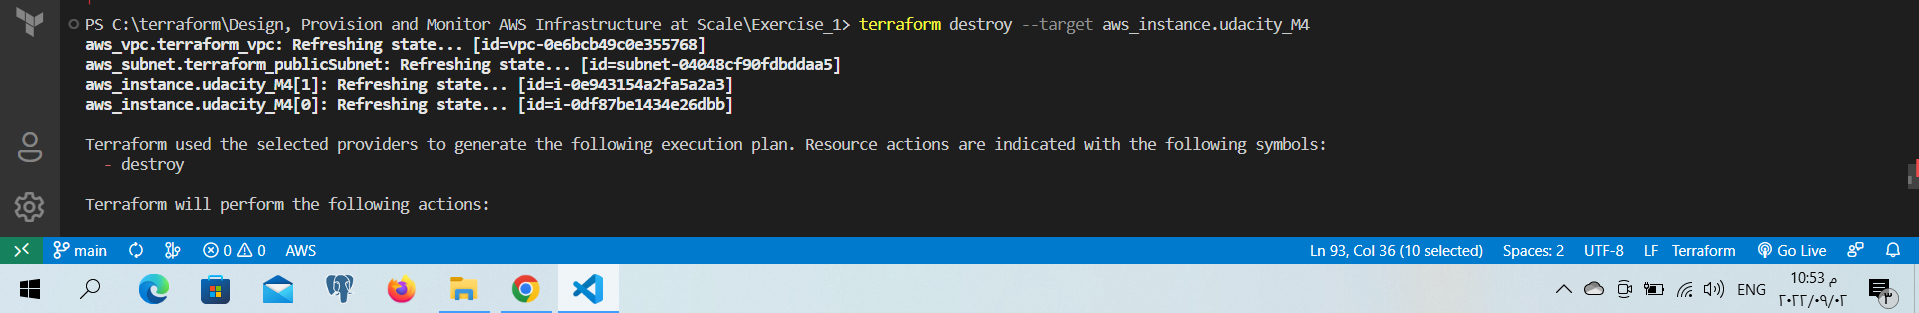 PS C:\terraform\Design, Provision and Monitor AWS Infrastructure at Scale\Exercise_1> terraform destroy --target aws_instance.udacity_M4
aws_vpc.terraform_vpc: Refreshing state... [id=vpc-0e6bcb49c0e355768]
aws_subnet.terraform_publicSubnet: Refreshing state... [id=subnet-04048cf90fdbddaa5]
aws_instance.udacity_M4[1]: Refreshing state... [id=i-0e943154a2fa5a2a3]
aws_instance.udacity_M4[0]: Refreshing state... [id=i-0df87be1434e26dbb]
Terraform used the selected providers to generate the following execution plan. Resource actions are indicated with the following symbols:
- destroy
Terraform will perform the following actions:
main 0 0 AWS Ln 93, Col 36 (10 selected) Spaces: 2 UTF-8 LF Terraform Go Live
ENG
10:53 م
٢٠٢٢/٠٩/٠٢
٣